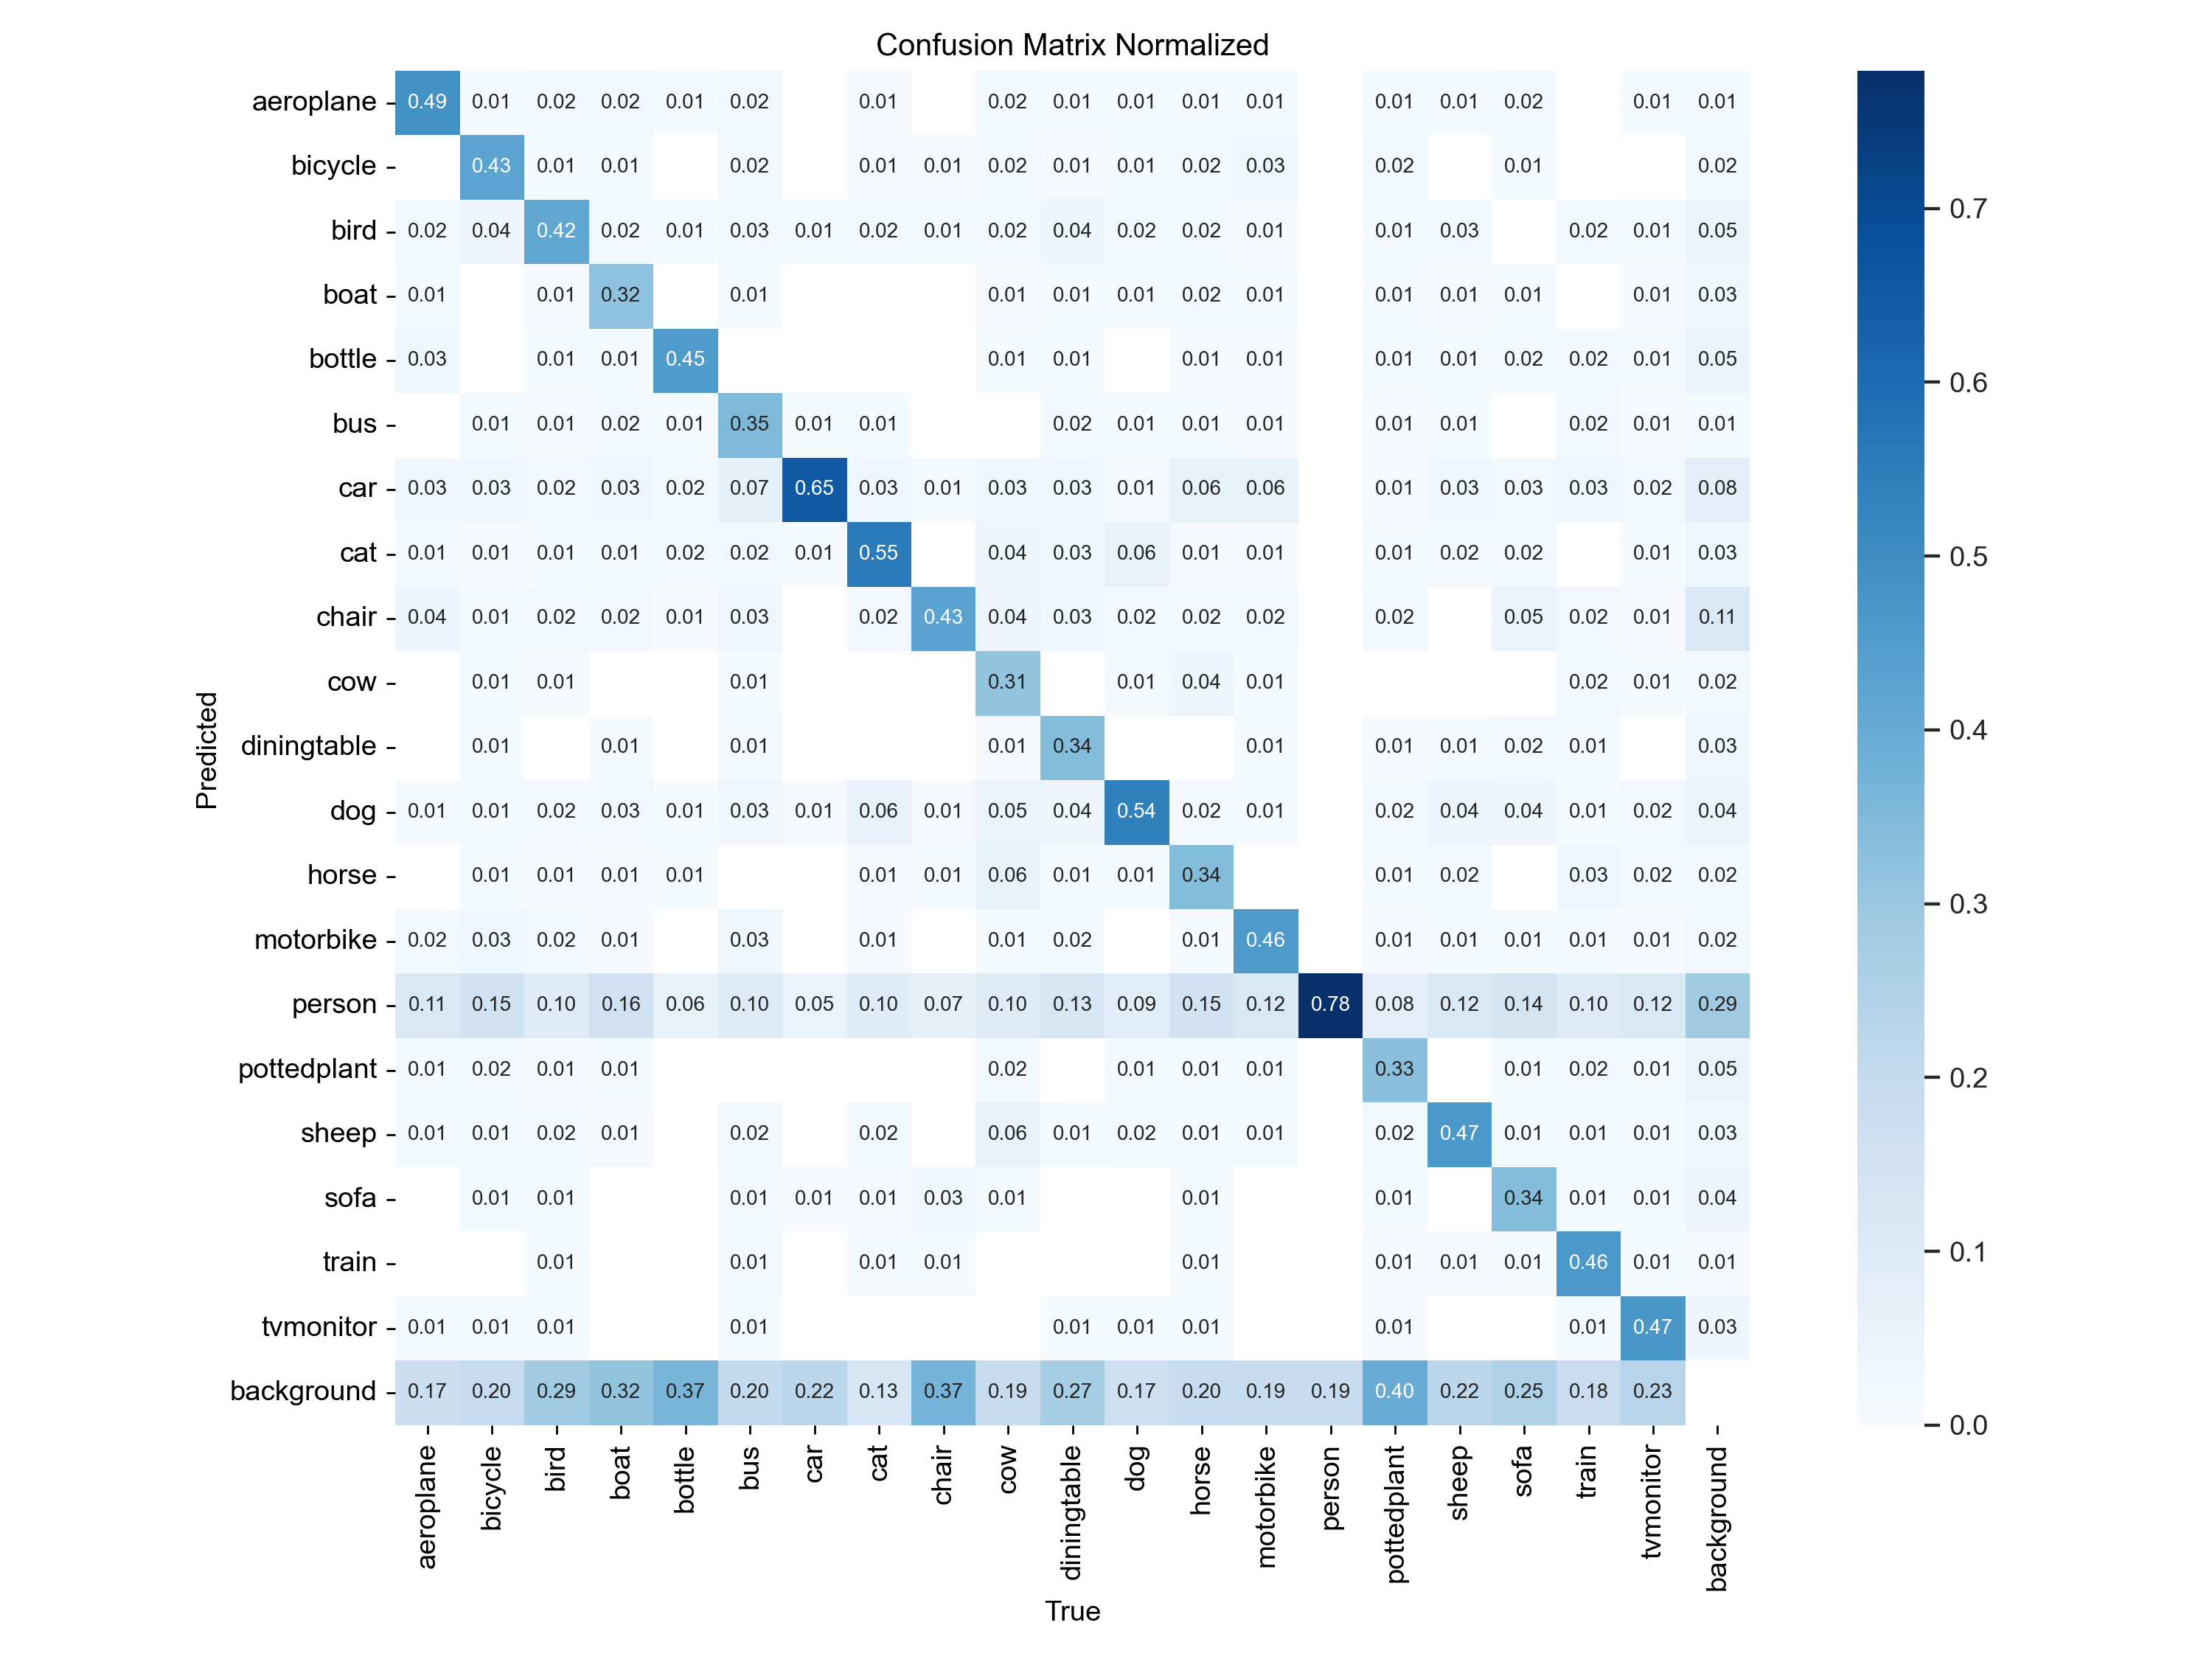 Confusion Matrix Normalized
aeroplane 0.49 0.01 0.02 0.02 0.01 0.02 0.01 0.02 0.01 0.01 0.01 0.01 0.01 0.01 0.02 0.01 0.01
bicycle 0.43 0.01 0.01 0.02 0.01 0.01 0.02 0.01 0.01 0.02 0.03 0.02 0.01 0.02
bird 0.02 0.04 0.42 0.02 0.01 0.03 0.01 0.02 0.01 0.02 0.04 0.02 0.02 0.01 0.01 0.03 0.02 0.01 0.05
boat 0.01 0.01 0.32 0.01 0.01 0.01 0.01 0.02 0.01 0.01 0.01 0.01 0.01 0.03
bottle 0.03 0.01 0.01 0.45 0.01 0.01 0.01 0.01 0.01 0.01 0.02 0.02 0.01 0.05
bus 0.01 0.01 0.02 0.01 0.35 0.01 0.01 0.02 0.01 0.01 0.01 0.01 0.01 0.02 0.01 0.01
car 0.03 0.03 0.02 0.03 0.02 0.07 0.65 0.03 0.01 0.03 0.03 0.01 0.06 0.06 0.01 0.03 0.03 0.03 0.02 0.08
cat 0.01 0.01 0.01 0.01 0.02 0.02 0.01 0.55 0.04 0.03 0.06 0.01 0.01 0.01 0.02 0.02 0.01 0.03
chair 0.04 0.01 0.02 0.02 0.01 0.03 0.02 0.43 0.04 0.03 0.02 0.02 0.02 0.02 0.05 0.02 0.01 0.11
cow 0.01 0.01 0.01 0.31 0.01 0.04 0.01 0.02 0.01 0.02
diningtable 0.01 0.01 0.01 0.01 0.34 0.01 0.01 0.01 0.02 0.01 0.03
dog 0.01 0.01 0.02 0.03 0.01 0.03 0.01 0.06 0.01 0.05 0.04 0.54 0.02 0.01 0.02 0.04 0.04 0.01 0.02 0.04
horse 0.01 0.01 0.01 0.01 0.01 0.01 0.06 0.01 0.01 0.34 0.01 0.02 0.03 0.02 0.02
motorbike 0.02 0.03 0.02 0.01 0.03 0.01 0.01 0.02 0.01 0.46 0.01 0.01 0.01 0.01 0.01 0.02
person 0.11 0.15 0.10 0.16 0.06 0.10 0.05 0.10 0.07 0.10 0.13 0.09 0.15 0.12 0.78 0.08 0.12 0.14 0.10 0.12 0.29
pottedplant 0.01 0.02 0.01 0.01 0.02 0.01 0.01 0.01 0.33 0.01 0.02 0.01 0.05
sheep 0.01 0.01 0.02 0.01 0.02 0.02 0.06 0.01 0.02 0.01 0.01 0.02 0.47 0.01 0.01 0.01 0.03
sofa 0.01 0.01 0.01 0.01 0.01 0.03 0.01 0.01 0.01 0.34 0.01 0.01 0.04
train 0.01 0.01 0.01 0.01 0.01 0.01 0.01 0.01 0.46 0.01 0.01
tvmonitor 0.01 0.01 0.01 0.01 0.01 0.01 0.01 0.01 0.01 0.47 0.03
background 0.17 0.20 0.29 0.32 0.37 0.20 0.22 0.13 0.37 0.19 0.27 0.17 0.20 0.19 0.19 0.40 0.22 0.25 0.18 0.23
Predicted
aeroplane bicycle bird boat bottle bus car cat chair cow diningtable dog horse motorbike person pottedplant sheep sofa train tvmonitor background
True
0.7
0.6
0.5
0.4
0.3
0.2
0.1
0.0